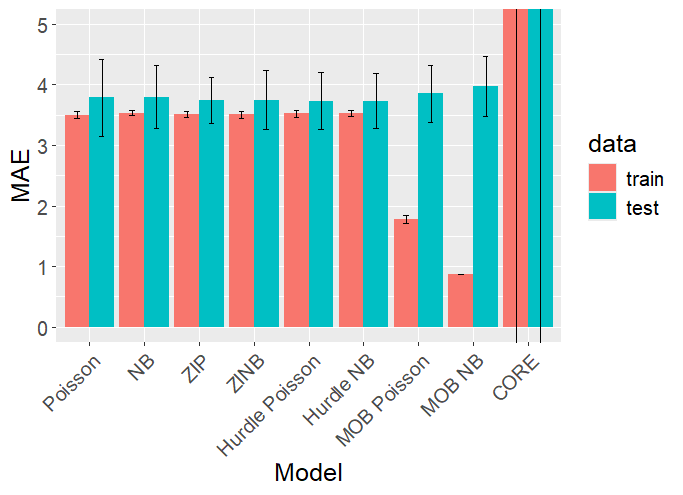 5
4
3
2
1
0
MAE
Poisson
NB
ZIP
ZINB
Hurdle Poisson
Hurdle NB
MOB Poisson
MOB NB
CORE
Model
data
train
test